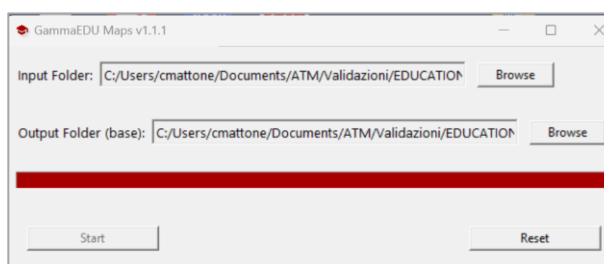 GammaEDU Maps v1.1.1
Input Folder: C:/Users/cmattone/Documents/ATM/Validazioni/EDUCATION Browse
Output Folder (base): C:/Users/cmattone/Documents/ATM/Validazioni/EDUCATION Browse
Start Reset